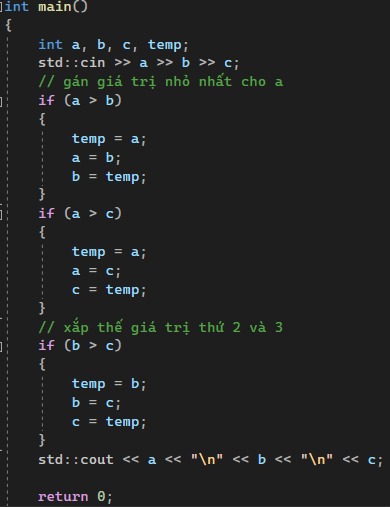 int main()
{
int a, b, c, temp;
std::cin >> a >> b >> c;
// gán giá trị nhỏ nhất cho a
if (a > b)
{
temp = a;
a = b;
b = temp;
}
if (a > c)
{
temp = a;
a = c;
c = temp;
}
// xắp thế giá trị thứ 2 và 3
if (b > c)
{
temp = b;
b = c;
c = temp;
}
std::cout << a << "\n" << b << "\n" << c;
return 0;